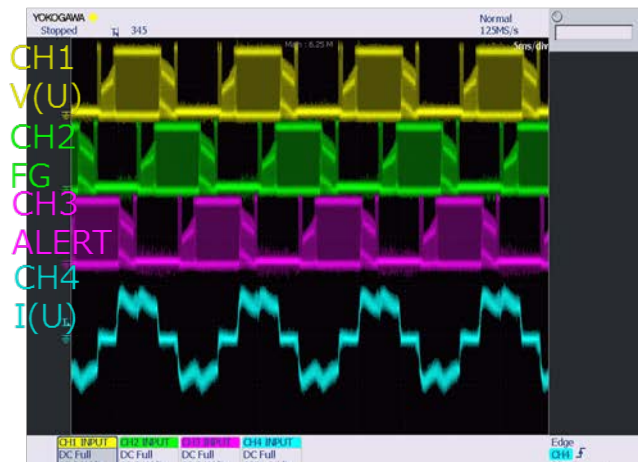 YOKOGAWA
Stopped 345
Normal
125MS/s
Main : 6.25 M
5ms/div
CH1
V(U)
CH2
FG
CH3
ALERT
CH4
I(U)
CH1 INPUT CH2 INPUT CH3 INPUT CH4 INPUT
DC Full DC Full DC Full DC Full
Edge
CH4